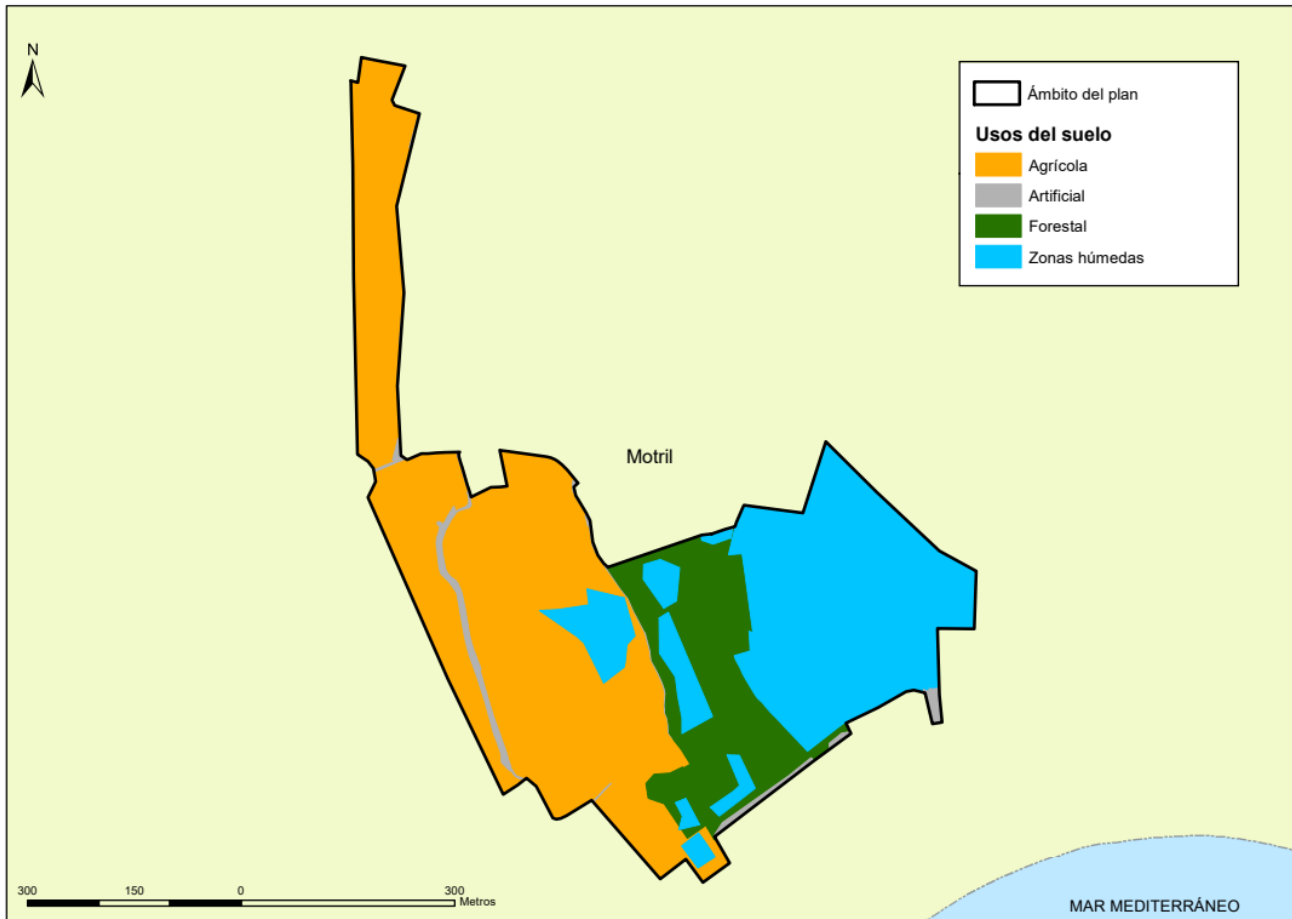 N
Ámbito del plan
Usos del suelo
Agrícola
Artificial
Forestal
Zonas húmedas
Motril
300 150 0 300
Metros
MAR MEDITERRÁNEO